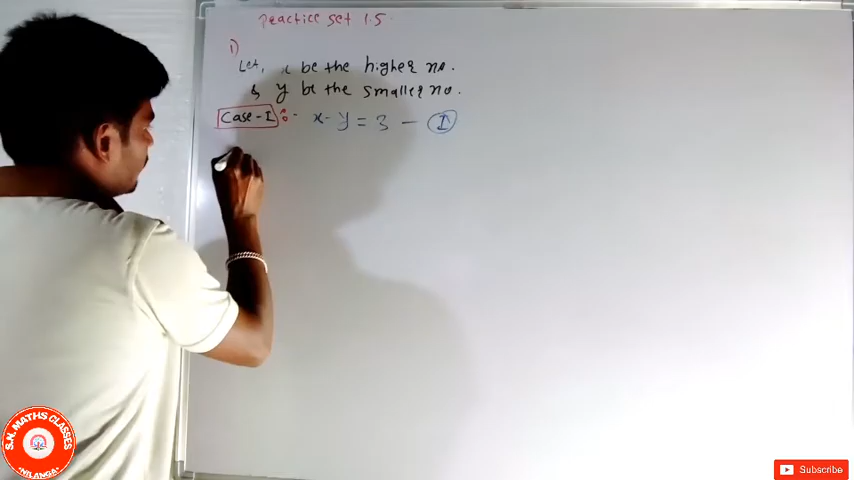 Practice set 1.5.
1)
Let, x be the higher no.
& y be the smaller no.
Case-I :- x - y = 3 — I
S.N. MATHS CLASSES
NILANGA
Subscribe